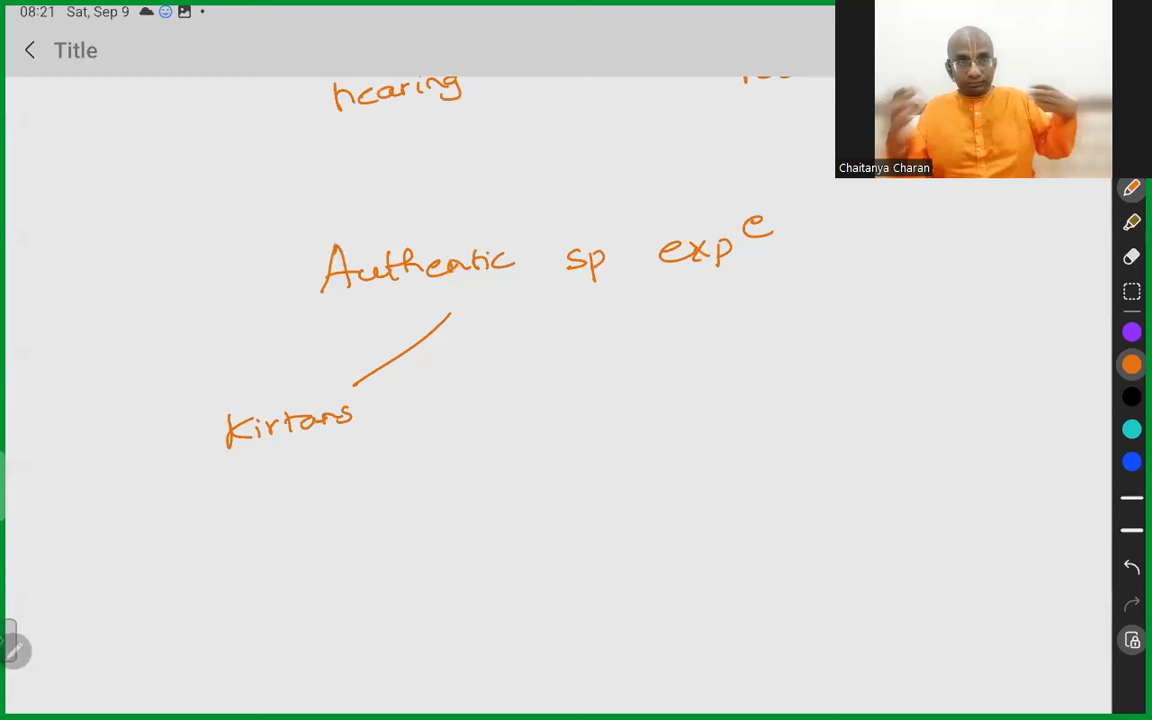 08:21 Sat, Sep 9
Title
hearing
Chaitanya Charan
Authentic sp exp e
Kirtans